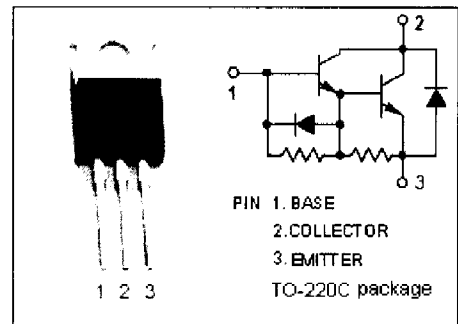 2
1
3
PIN 1. BASE
2. COLLECTOR
3. EMITTER
1 2 3
TO-220C package